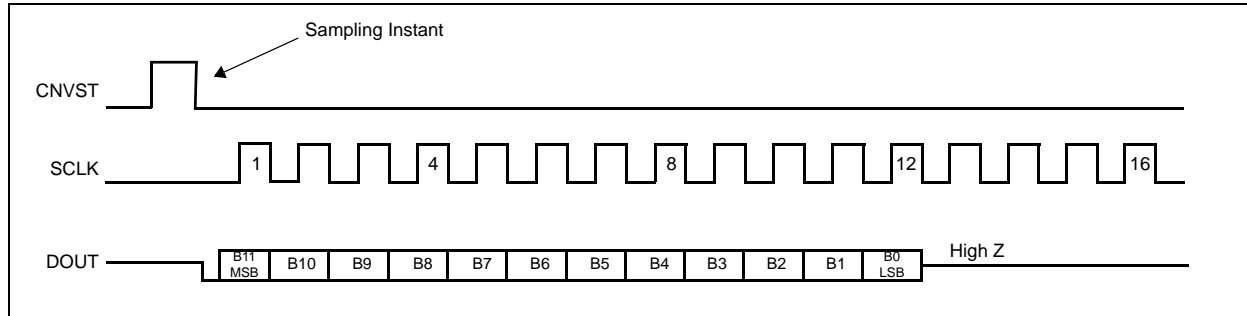 Sampling Instant
CNVST
SCLK
1
4
8
12
16
DOUT
B11
MSB
B10
B9
B8
B7
B6
B5
B4
B3
B2
B1
B0
LSB
High Z